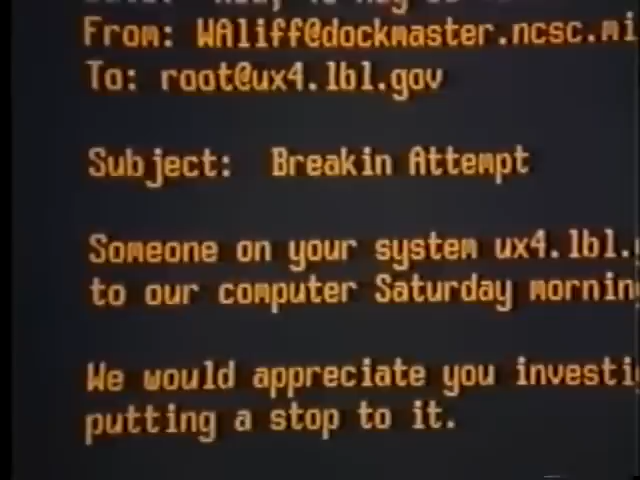 From: WAliff@dockmaster.ncsc.mi
To: root@ux4.lbl.gov
Subject: Breakin Attempt
Someone on your system ux4.lbl.
to our computer Saturday mornin
We would appreciate you investi
putting a stop to it.